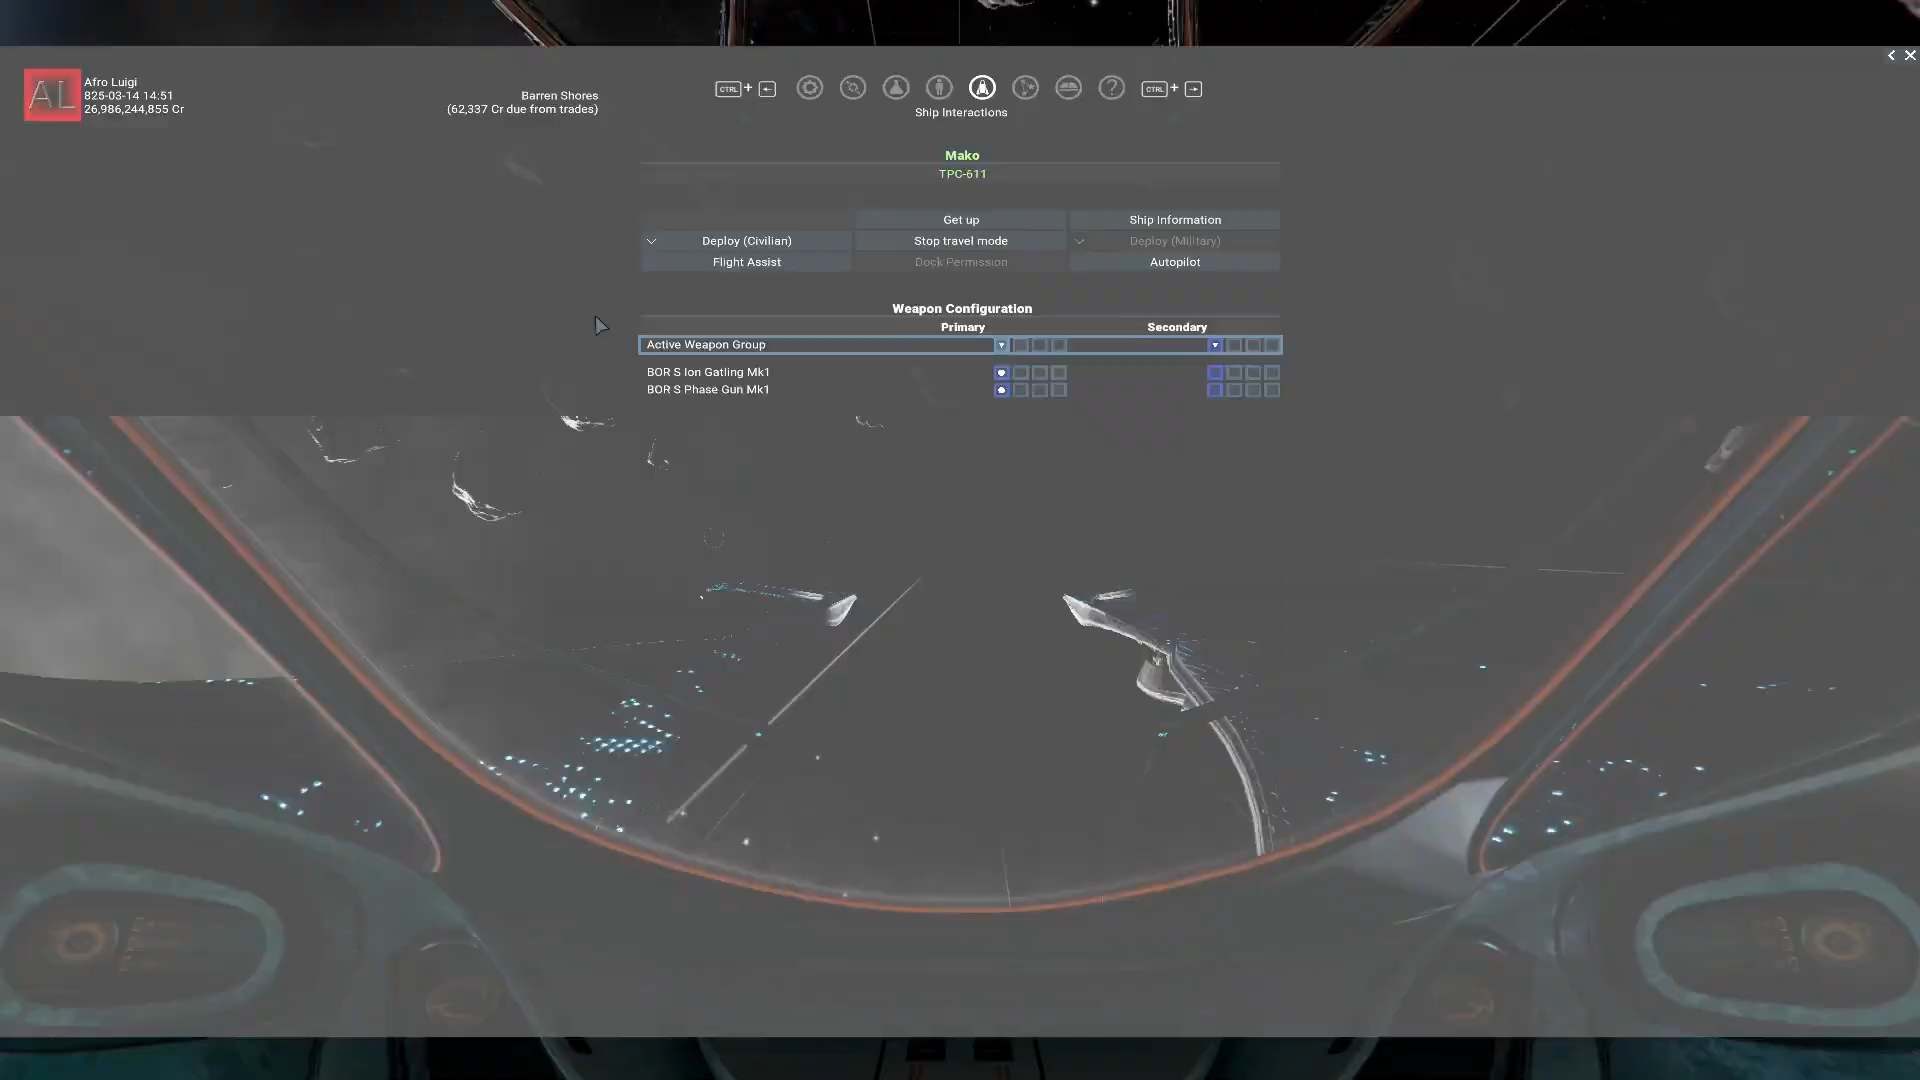 AL
Afro Luigi
825-03-14 14:51
26,986,244,855 Cr
Barren Shores
(62,337 Cr due from trades)
CTRL + ← CTRL + →
?
Ship Interactions
Mako
TPC-611
Get up Ship Information
Deploy (Civilian) Stop travel mode Deploy (Military)
Flight Assist Dock Permission Autopilot
Weapon Configuration
Primary Secondary
Active Weapon Group
BOR S Ion Gatling Mk1
BOR S Phase Gun Mk1